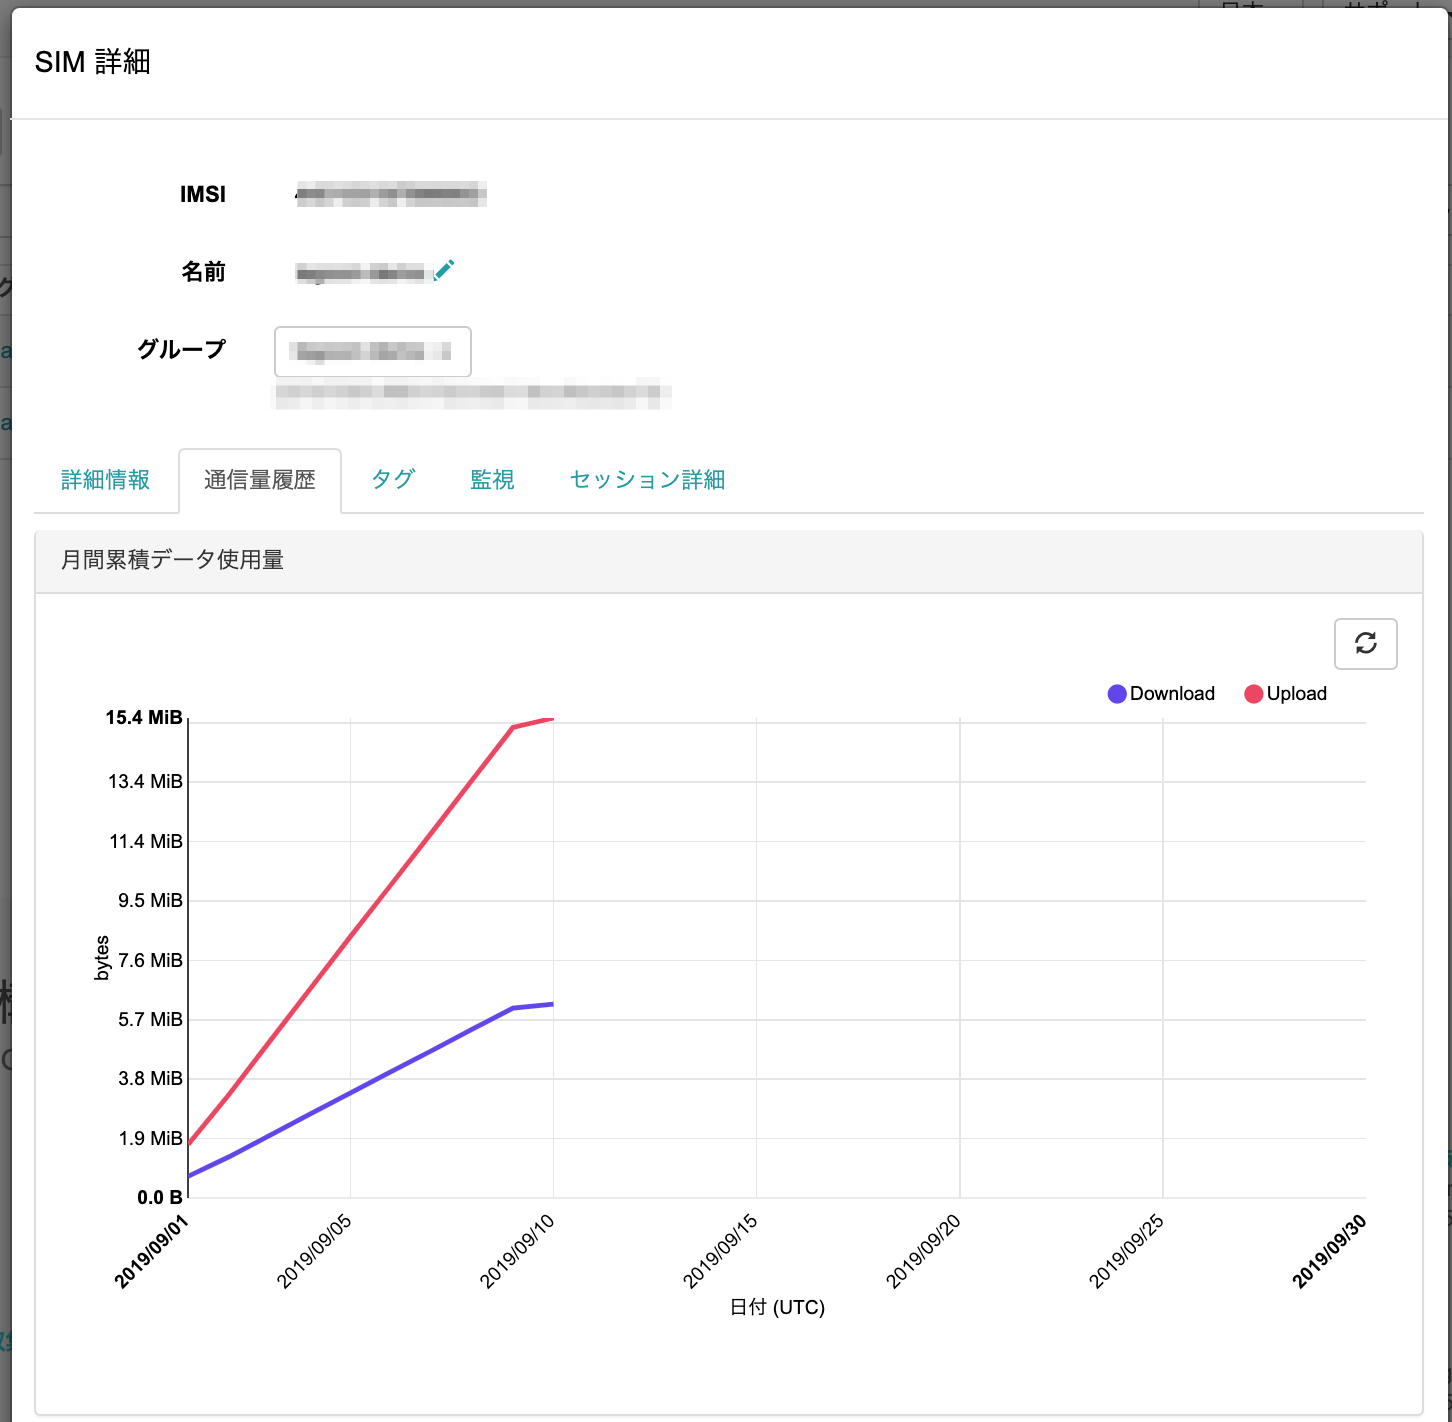 SIM 詳細
IMSI
名前
グループ
詳細情報 通信量履歴 タグ 監視 セッション詳細
月間累積データ使用量
Download Upload
15.4 MiB
13.4 MiB
11.4 MiB
9.5 MiB
7.6 MiB
5.7 MiB
3.8 MiB
1.9 MiB
0.0 B
bytes
2019/09/01 2019/09/05 2019/09/10 2019/09/15 2019/09/20 2019/09/25 2019/09/30
日付 (UTC)